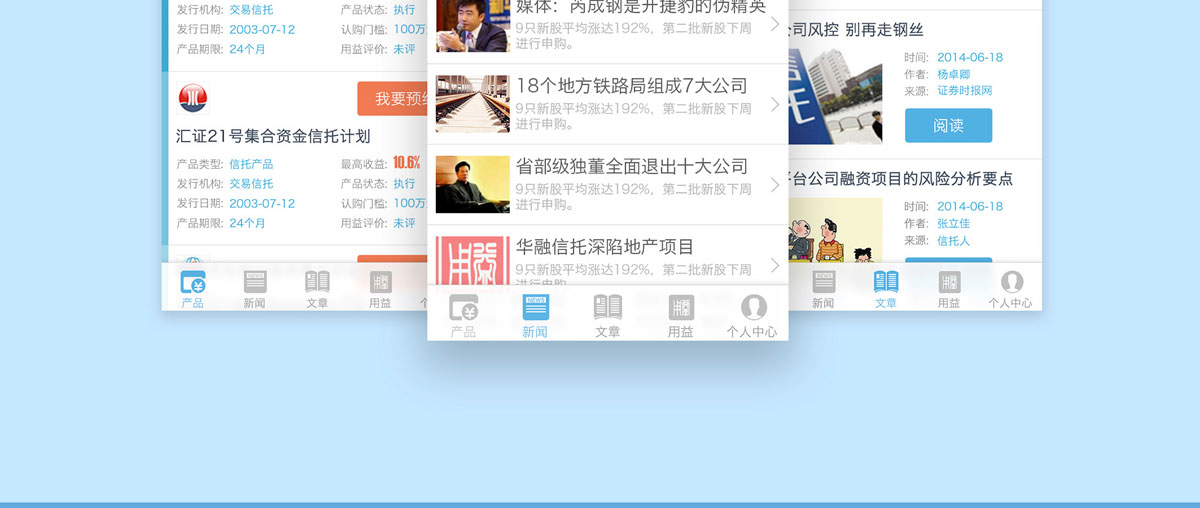 发行机构: 交易信托 产品状态: 执行
发行日期: 2003-07-12 认购门槛: 100万
产品期限: 24个月 用益评价: 未评
我要预约
汇证21号集合资金信托计划
产品类型: 信托产品 最高收益: 10.6%
发行机构: 交易信托 产品状态: 执行
发行日期: 2003-07-12 认购门槛: 100万
产品期限: 24个月 用益评价: 未评
产品 新闻 文章 用益
媒体：芮成钢是开捷豹的伪精英
9只新股平均涨达192%，第二批新股下周
进行申购。
18个地方铁路局组成7大公司
9只新股平均涨达192%，第二批新股下周
进行申购。
省部级独董全面退出十大公司
9只新股平均涨达192%，第二批新股下周
进行申购。
华融信托深陷地产项目
9只新股平均涨达192%，第二批新股下周
进行申购
NEWS
产品 新闻 文章 用益 个人中心
公司风控 别再走钢丝
时间: 2014-06-18
作者: 杨卓卿
来源: 证券时报网
阅读
平台公司融资项目的风险分析要点
时间: 2014-06-18
作者: 张立佳
来源: 信托人
新闻 文章 用益 个人中心